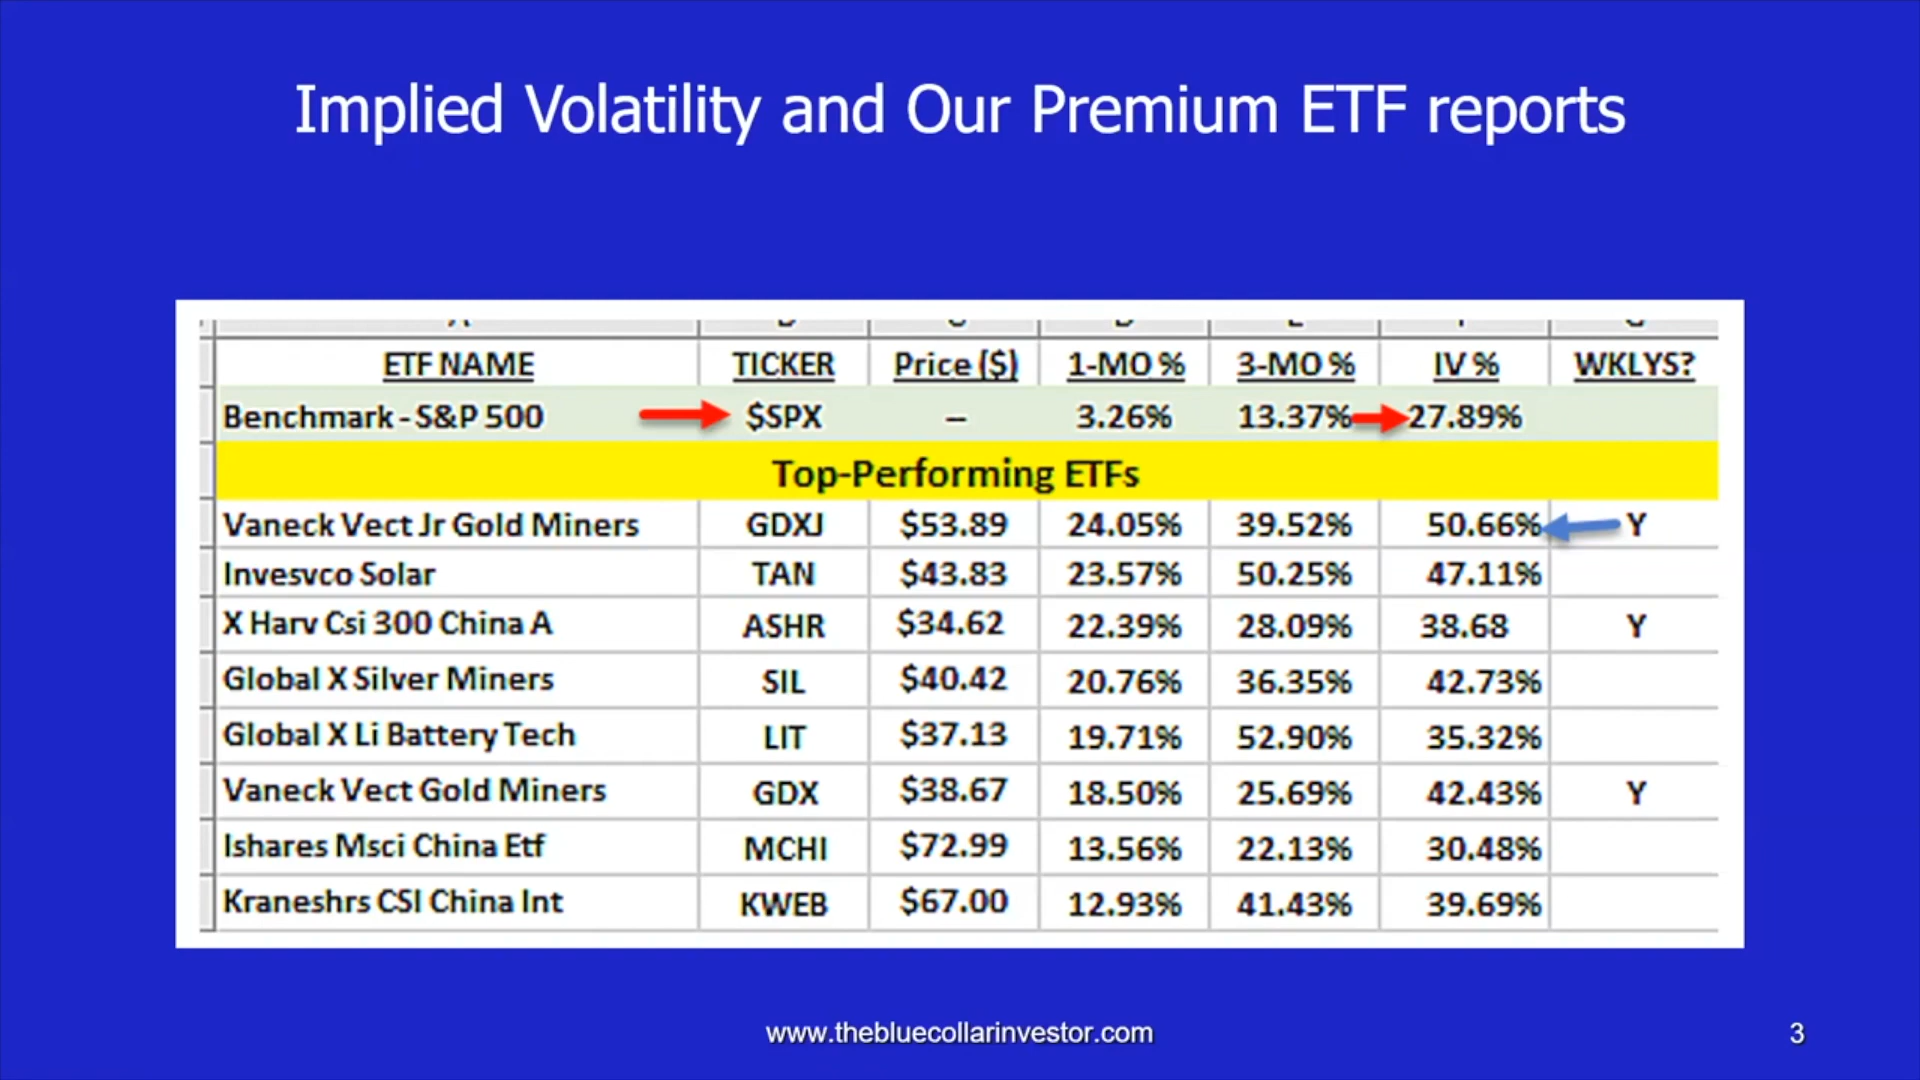 Implied Volatility and Our Premium ETF reports
ETF NAME TICKER Price ($) 1-MO % 3-MO % IV % WKLYS?
Benchmark - S&P 500 $SPX -- 3.26% 13.37% 27.89%
Top-Performing ETFs
Vaneck Vect Jr Gold Miners GDXJ $53.89 24.05% 39.52% 50.66% Y
Invesvco Solar TAN $43.83 23.57% 50.25% 47.11%
X Harv Csi 300 China A ASHR $34.62 22.39% 28.09% 38.68 Y
Global X Silver Miners SIL $40.42 20.76% 36.35% 42.73%
Global X Li Battery Tech LIT $37.13 19.71% 52.90% 35.32%
Vaneck Vect Gold Miners GDX $38.67 18.50% 25.69% 42.43% Y
Ishares Msci China Etf MCHI $72.99 13.56% 22.13% 30.48%
Kraneshrs CSI China Int KWEB $67.00 12.93% 41.43% 39.69%
www.thebluecollarinvestor.com 3